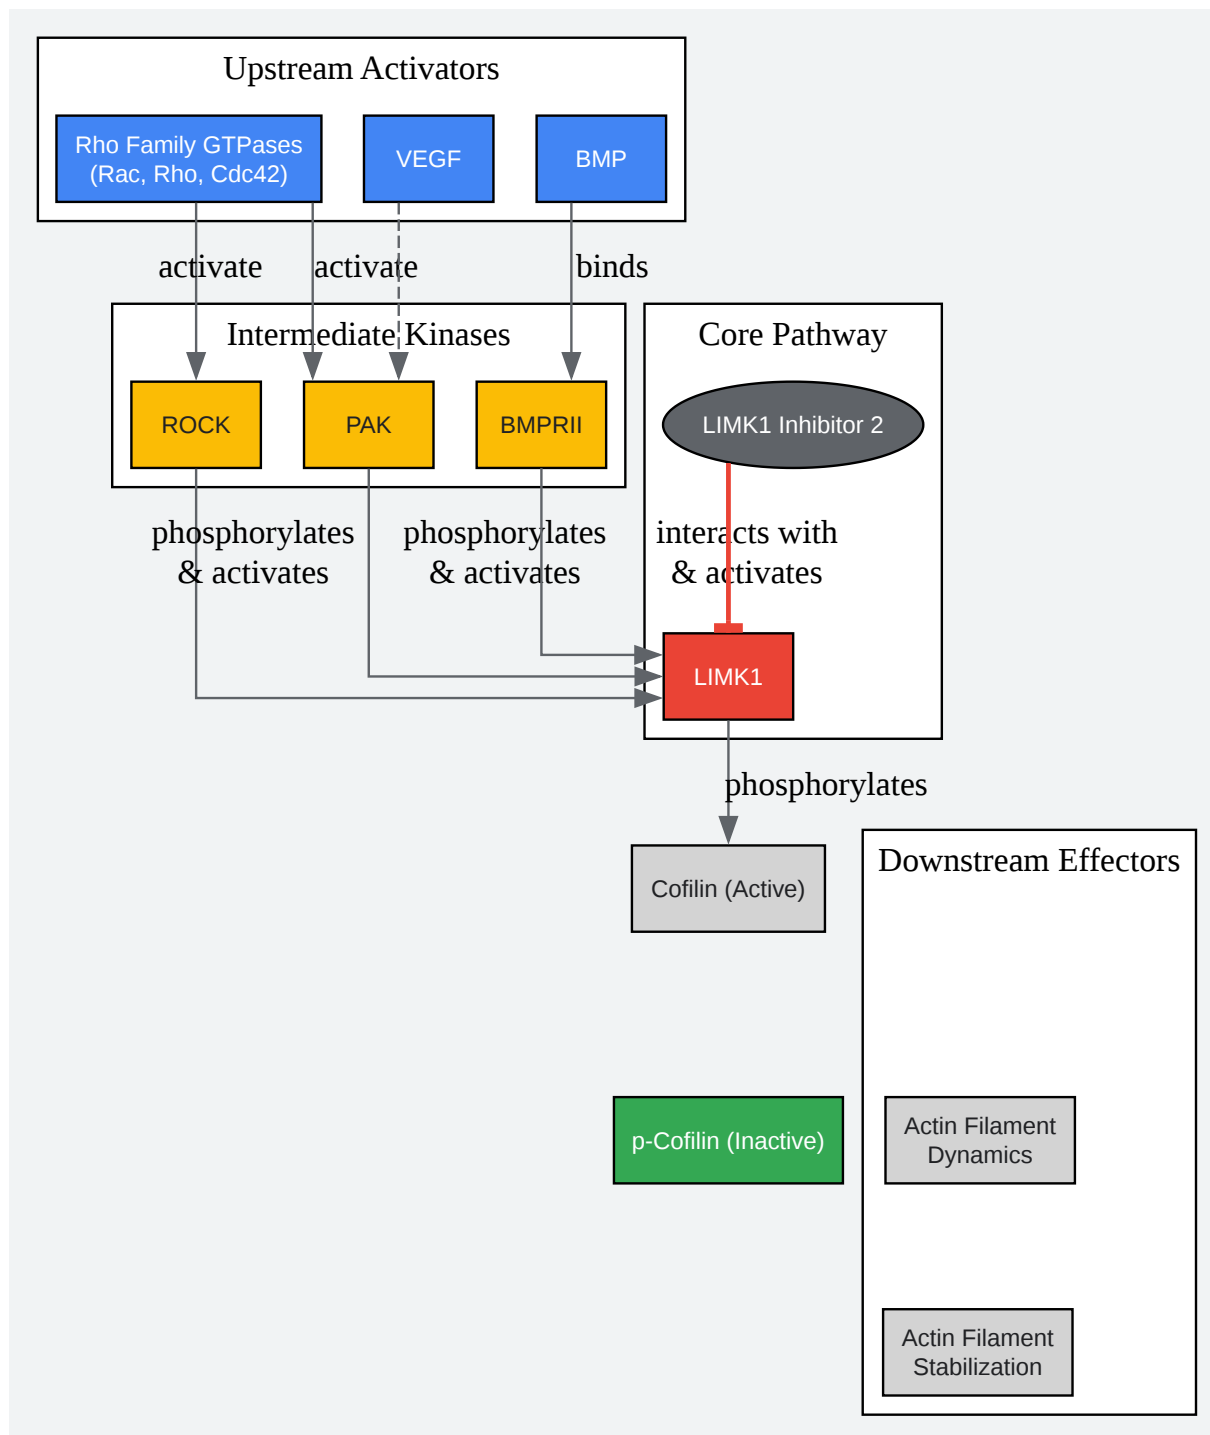 Upstream Activators
Rho Family GTPases
(Rac, Rho, Cdc42)
VEGF
BMP
activate
activate
binds
Intermediate Kinases
ROCK
PAK
BMPRII
Core Pathway
LIMK1 Inhibitor 2
phosphorylates
& activates
phosphorylates
& activates
interacts with
& activates
LIMK1
phosphorylates
Cofilin (Active)
Downstream Effectors
p-Cofilin (Inactive)
Actin Filament
Dynamics
Actin Filament
Stabilization